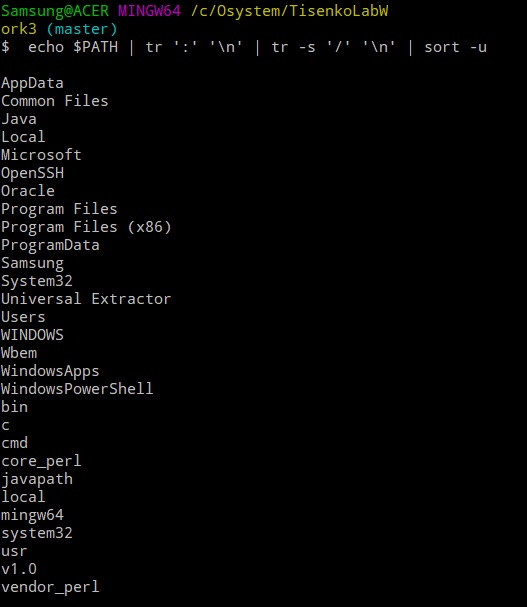 Samsung@ACER MINGW64 /c/Osystem/TisenkoLabW
ork3 (master)
$  echo $PATH | tr ':' '\n' | tr -s '/' '\n' | sort -u

AppData
Common Files
Java
Local
Microsoft
OpenSSH
Oracle
Program Files
Program Files (x86)
ProgramData
Samsung
System32
Universal Extractor
Users
WINDOWS
Wbem
WindowsApps
WindowsPowerShell
bin
c
cmd
core_perl
javapath
local
mingw64
system32
usr
v1.0
vendor_perl